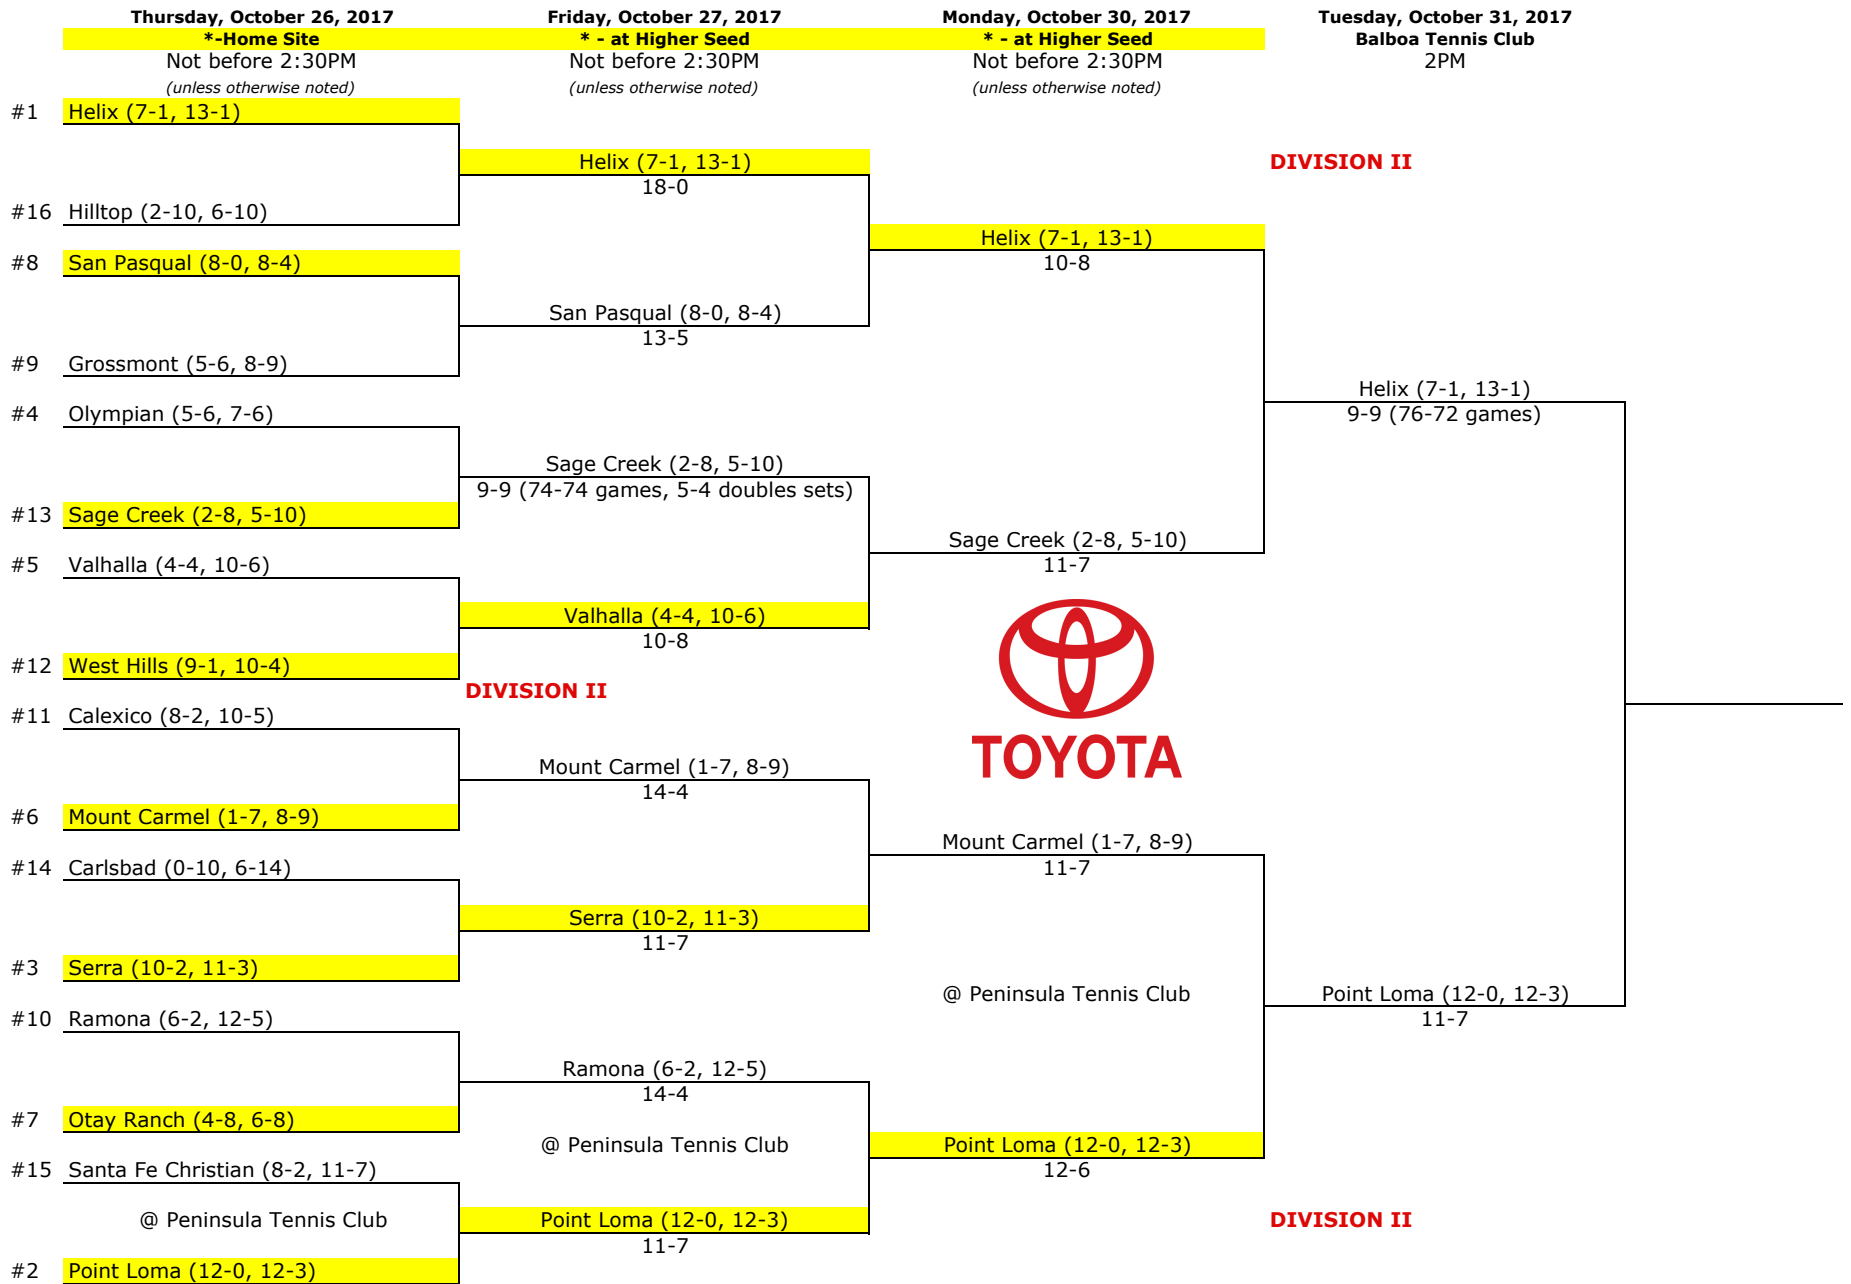 Thursday, October 26, 2017 Friday, October 27, 2017 Monday, October 30, 2017 Tuesday, October 31, 2017
*-Home Site * - at Higher Seed * - at Higher Seed Balboa Tennis Club
Not before 2:30PM Not before 2:30PM Not before 2:30PM 2PM
(unless otherwise noted) (unless otherwise noted) (unless otherwise noted)
#1 Helix (7-1, 13-1)
Helix (7-1, 13-1) DIVISION II
18-0
#16 Hilltop (2-10, 6-10)
Helix (7-1, 13-1)
#8 San Pasqual (8-0, 8-4) 10-8
San Pasqual (8-0, 8-4)
13-5
#9 Grossmont (5-6, 8-9)
Helix (7-1, 13-1)
#4 Olympian (5-6, 7-6) 9-9 (76-72 games)
Sage Creek (2-8, 5-10)
9-9 (74-74 games, 5-4 doubles sets)
#13 Sage Creek (2-8, 5-10)
Sage Creek (2-8, 5-10)
#5 Valhalla (4-4, 10-6) 11-7
Valhalla (4-4, 10-6)
10-8
#12 West Hills (9-1, 10-4)
DIVISION II
#11 Calexico (8-2, 10-5)
TOYOTA
Mount Carmel (1-7, 8-9)
14-4
#6 Mount Carmel (1-7, 8-9)
Mount Carmel (1-7, 8-9)
#14 Carlsbad (0-10, 6-14) 11-7
Serra (10-2, 11-3)
11-7
#3 Serra (10-2, 11-3)
@ Peninsula Tennis Club Point Loma (12-0, 12-3)
#10 Ramona (6-2, 12-5) 11-7
Ramona (6-2, 12-5)
14-4
#7 Otay Ranch (4-8, 6-8)
@ Peninsula Tennis Club Point Loma (12-0, 12-3)
#15 Santa Fe Christian (8-2, 11-7) 12-6
@ Peninsula Tennis Club Point Loma (12-0, 12-3) DIVISION II
11-7
#2 Point Loma (12-0, 12-3)